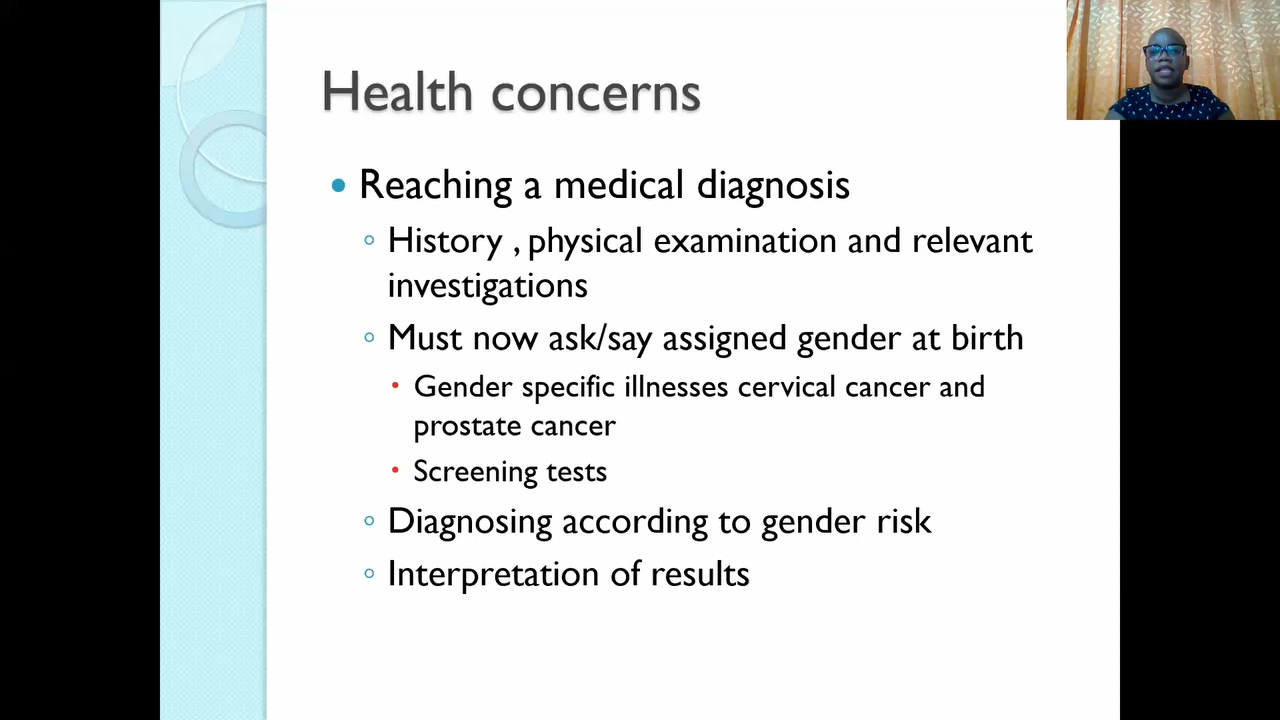 Health concerns
Reaching a medical diagnosis
History , physical examination and relevant
investigations
Must now ask/say assigned gender at birth
Gender specific illnesses cervical cancer and
prostate cancer
Screening tests
Diagnosing according to gender risk
Interpretation of results